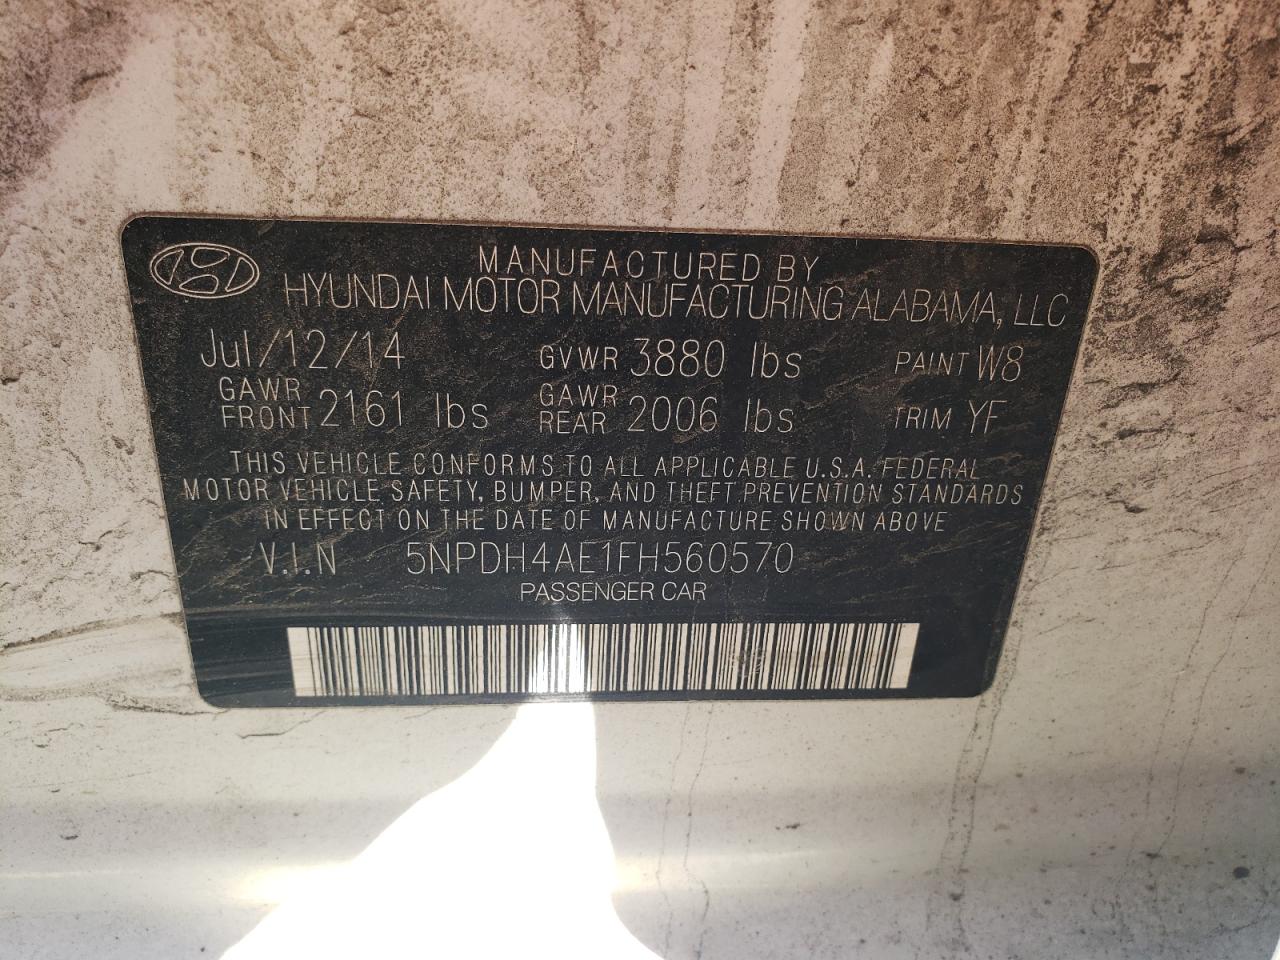 MANUFACTURED BY
HYUNDAI MOTOR MANUFACTURING ALABAMA, LLC
Jul/12/14 GVWR 3880 lbs PAINT W8
GAWR FRONT 2161 lbs GAWR REAR 2006 lbs TRIM YF
THIS VEHICLE CONFORMS TO ALL APPLICABLE U.S.A. FEDERAL
MOTOR VEHICLE SAFETY, BUMPER, AND THEFT PREVENTION STANDARDS
IN EFFECT ON THE DATE OF MANUFACTURE SHOWN ABOVE
V.I.N 5NPDH4AE1FH560570
PASSENGER CAR